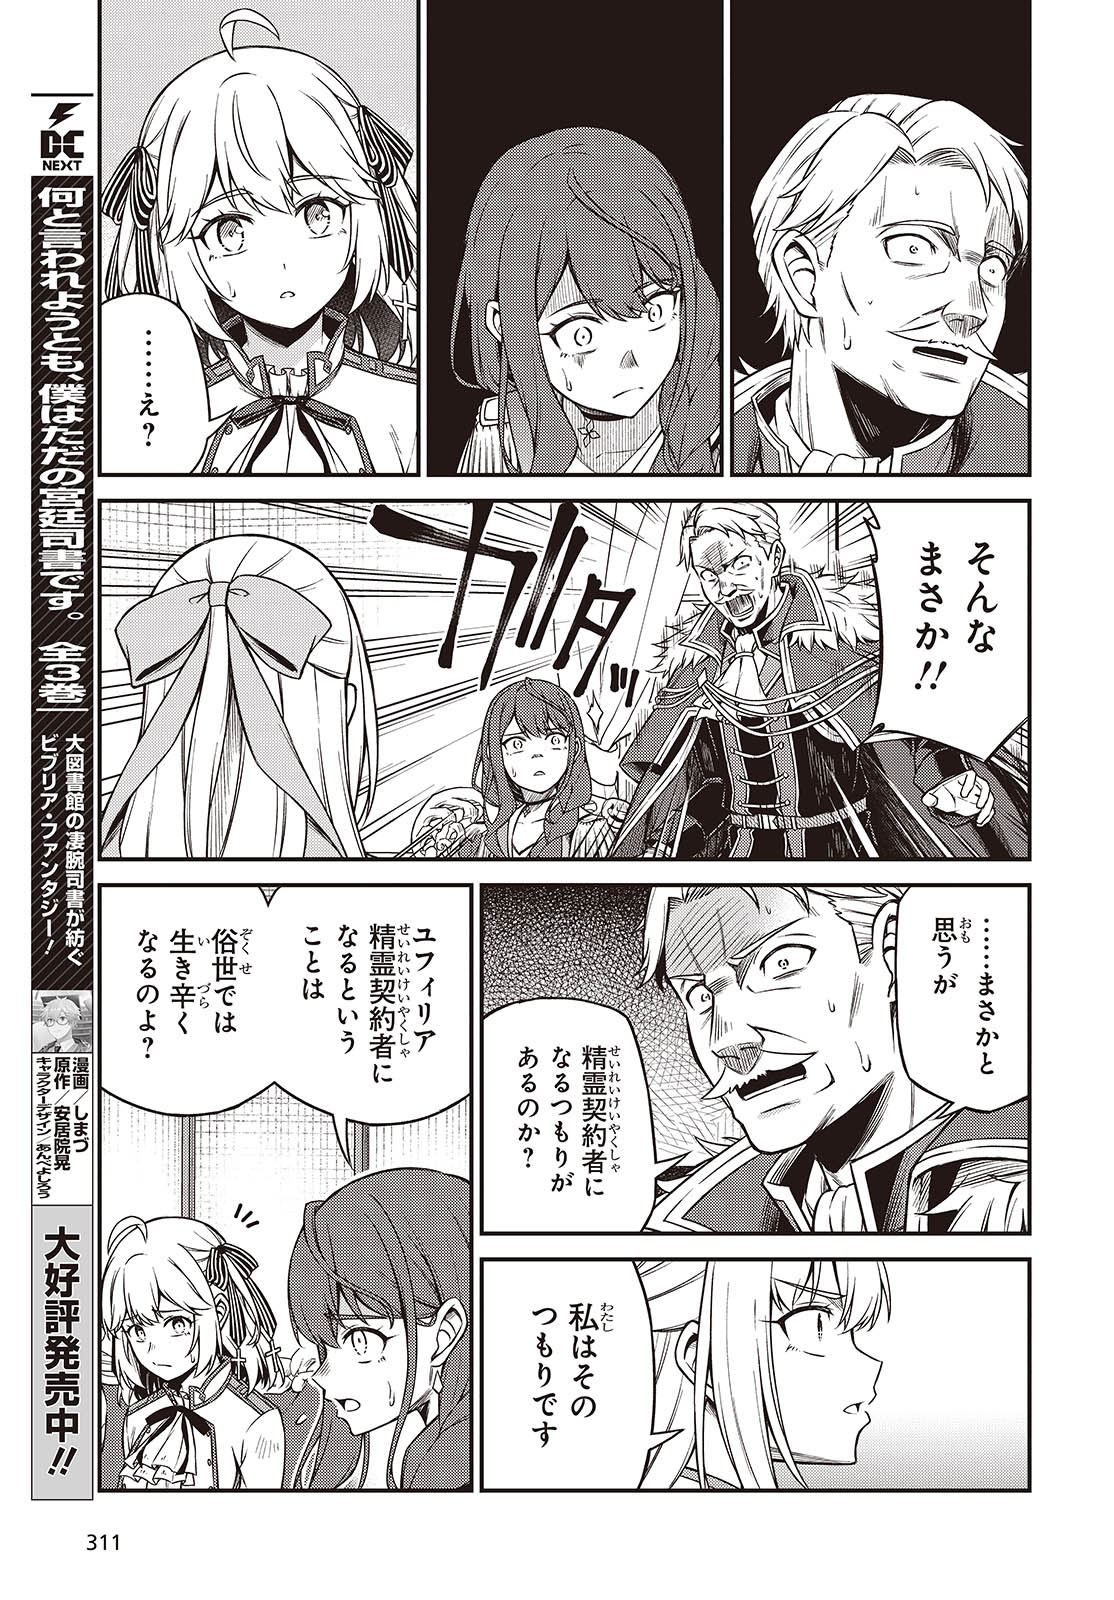 ………え?
そんな
まさか!!
ガタッ
……まさかと
思うが
精霊契約者に
なるつもりが
あるのか?
私はその
つもりです
ユフィリア
精霊契約者に
なるという
ことは
俗世では
生き辛く
なるのよ?
DC
NEXT
何と言われようとも、僕はただの宮廷司書です。 全3巻
大図書館の凄腕司書が紡ぐ
ビブリア・ファンタジー!
漫画/しまづ
原作/安居院晃
キャラクターデザイン/あんべよしろう
大好評発売中!!
311